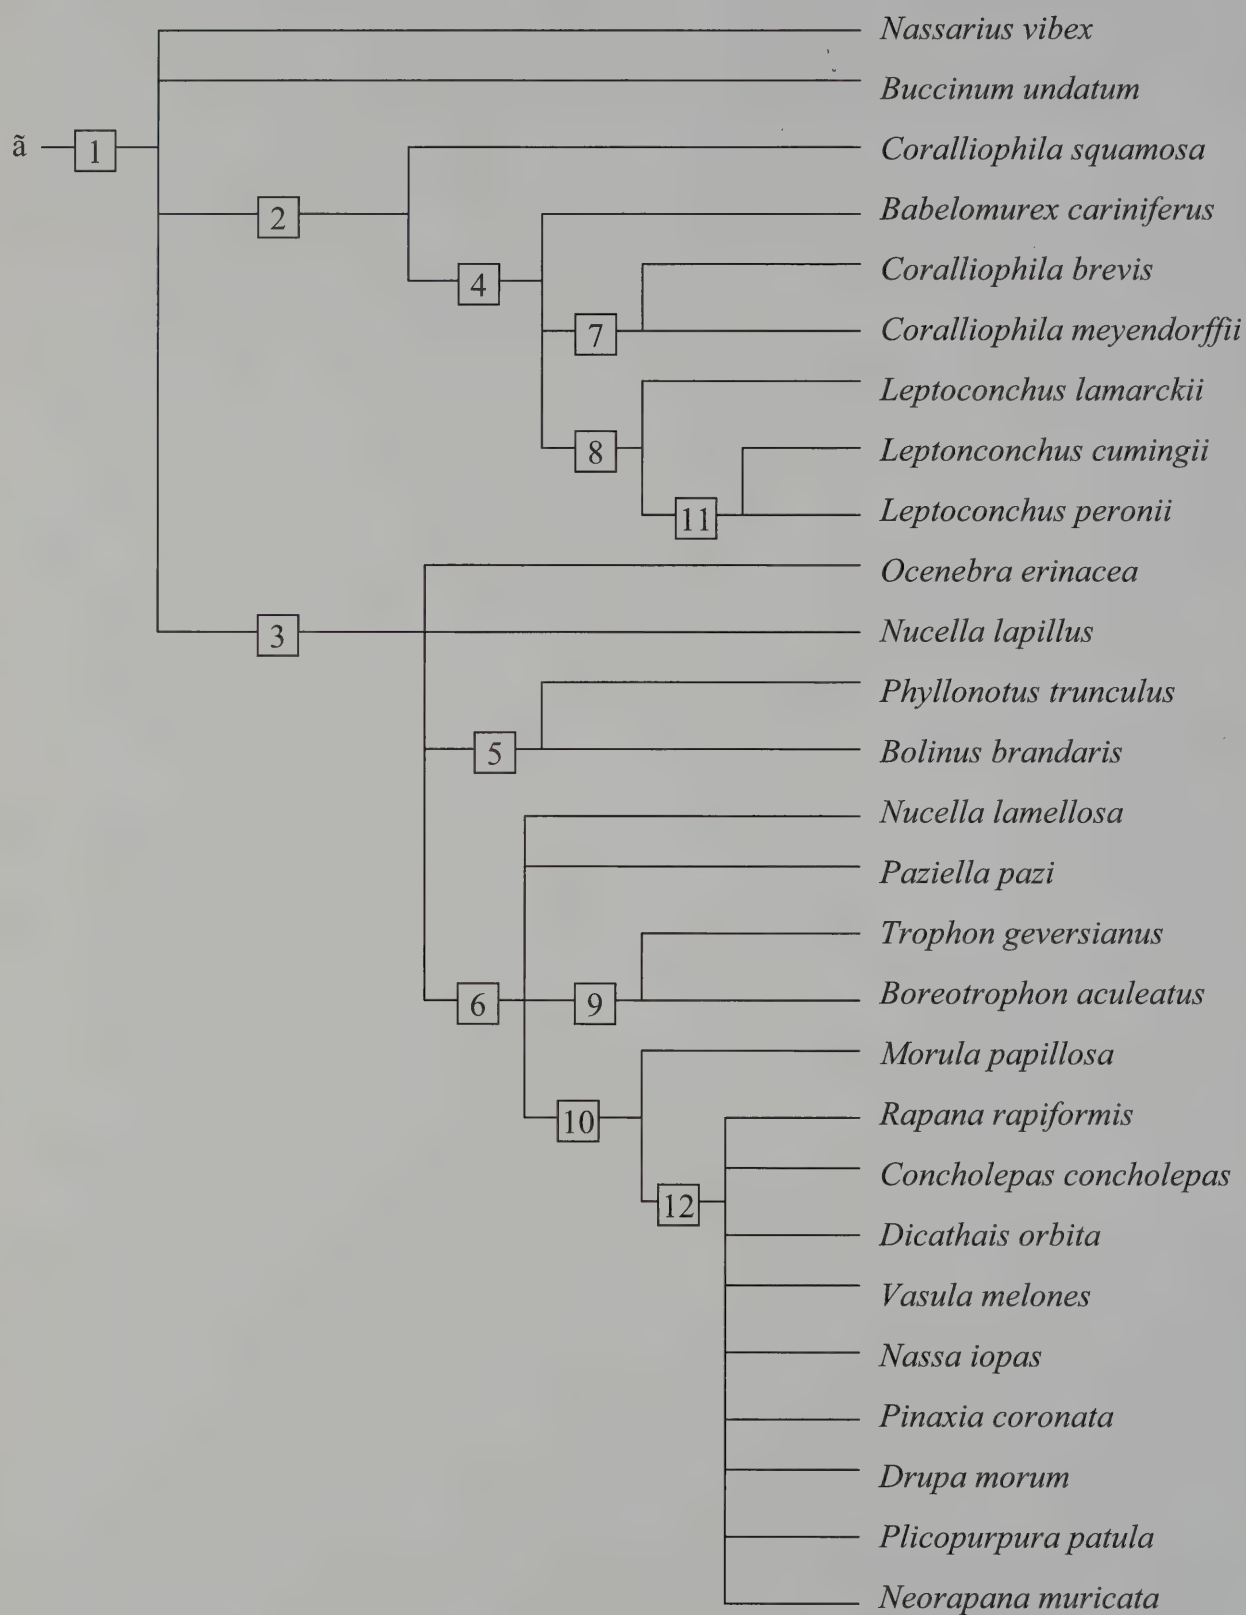 Nassarius vibex
Buccinum undatum
ã 1
Coralliophila squamosa
2
Babelomurex cariniferus
4
Coralliophila brevis
7
Coralliophila meyendorffii
Leptoconchus lamarckii
8
Leptonconchus cumingii
11
Leptoconchus peronii
Ocenebra erinacea
3
Nucella lapillus
Phyllonotus trunculus
5
Bolinus brandaris
Nucella lamellosa
Paziella pazi
Trophon geversianus
6 9
Boreotrophon aculeatus
Morula papillosa
10
Rapana rapiformis
Concholepas concholepas
12
Dicathais orbita
Vasula melones
Nassa iopas
Pinaxia coronata
Drupa morum
Plicopurpura patula
Neorapana muricata